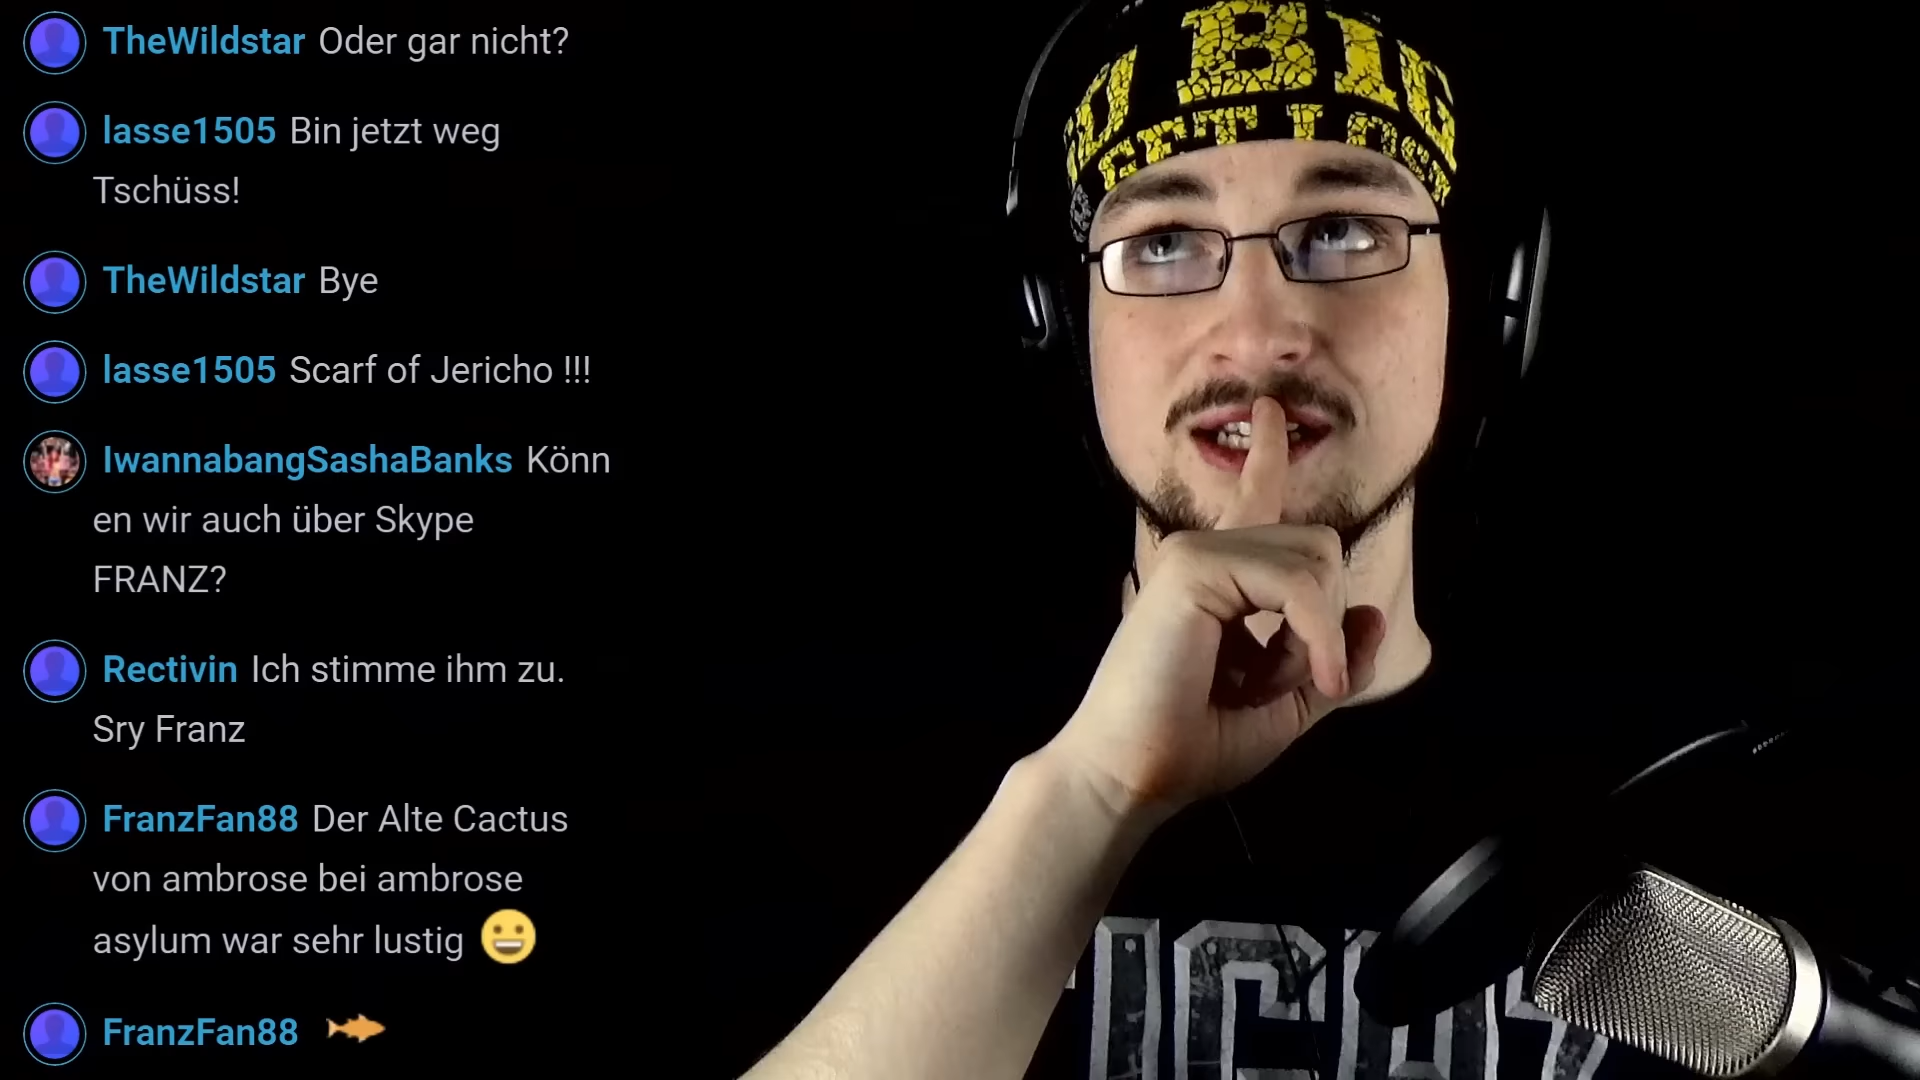 TheWildstar Oder gar nicht?
lasse1505 Bin jetzt weg
Tschüss!
TheWildstar Bye
lasse1505 Scarf of Jericho !!!
IwannabangSashaBanks Könn
en wir auch über Skype
FRANZ?
Rectivin Ich stimme ihm zu.
Sry Franz
FranzFan88 Der Alte Cactus
von ambrose bei ambrose
asylum war sehr lustig 😀
FranzFan88 🐟
BIG
GET LOST